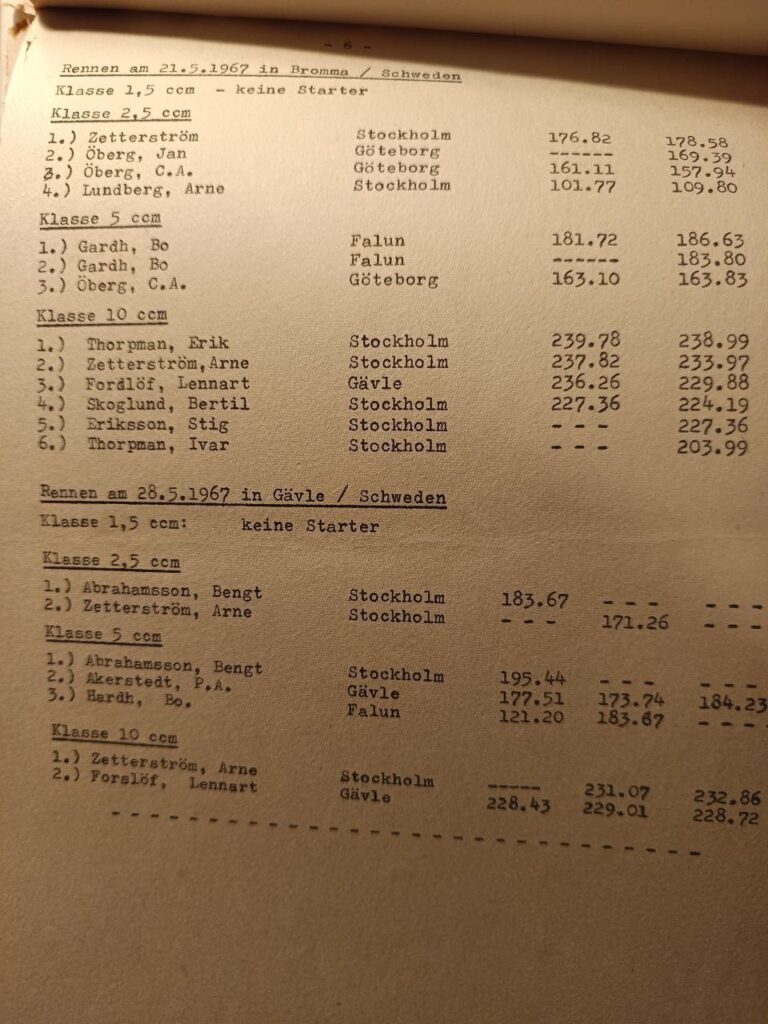 - 6 -
Rennen am 21.5.1967 in Bromma / Schweden
Klasse 1,5 ccm - keine Starter
Klasse 2,5 ccm
1.) Zetterström Stockholm 176.82 178.58
2.) Öberg, Jan Göteborg ------ 169.39
3.) Öberg, C.A. Göteborg 161.11 157.94
4.) Lundberg, Arne Stockholm 101.77 109.80
Klasse 5 ccm
1.) Gardh, Bo Falun 181.72 186.63
2.) Gardh, Bo Falun ------ 183.80
3.) Öberg, C.A. Göteborg 163.10 163.83
Klasse 10 ccm
1.) Thorpman, Erik Stockholm 239.78 238.99
2.) Zetterström,Arne Stockholm 237.82 233.97
3.) Fordlöf, Lennart Gävle 236.26 229.88
4.) Skoglund, Bertil Stockholm 227.36 224.19
5.) Eriksson, Stig Stockholm - - - 227.36
6.) Thorpman, Ivar Stockholm - - - 203.99
Rennen am 28.5.1967 in Gävle / Schweden
Klasse 1,5 ccm: keine Starter
Klasse 2,5 ccm
1.) Abrahamsson, Bengt Stockholm 183.67 - - - - - -
2.) Zetterström, Arne Stockholm - - - 171.26 - - -
Klasse 5 ccm
1.) Abrahamsson, Bengt Stockholm 195.44 - - - - - -
2.) Akerstedt, P.A. Gävle 177.51 173.74 184.23
3.) Hardh, Bo. Falun 121.20 183.67 - - - -
Klasse 10 ccm
1.) Zetterström, Arne Stockholm ----- 231.07 232.86
2.) Forslöf, Lennart Gävle 228.43 229.01 228.72
- - - - - - - - - - - - - - - - - - - - - - - - - - -